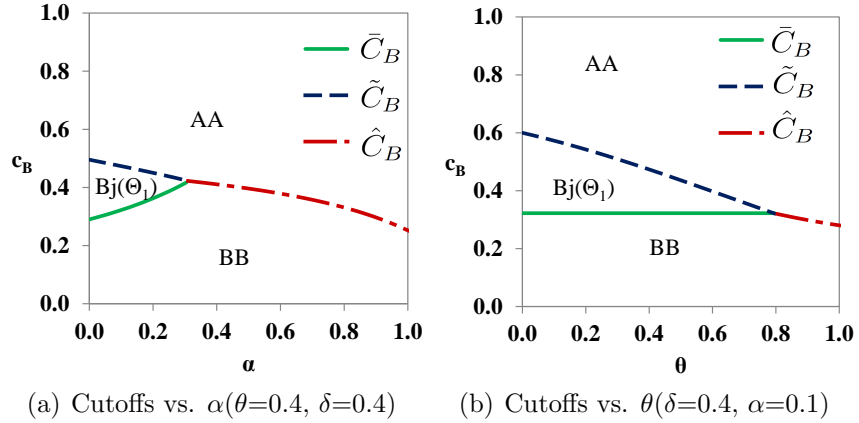 1.0
0.8
0.6
0.4
0.2
0.0
c_B
0.0 0.2 0.4 0.6 0.8 1.0
α
C̄_B
C̃_B
Ĉ_B
AA
Bj(Θ₁)
BB
(a) Cutoffs vs. α(θ=0.4, δ=0.4)
1.0
0.8
0.6
0.4
0.2
0.0
c_B
0.0 0.2 0.4 0.6 0.8 1.0
θ
C̄_B
C̃_B
Ĉ_B
AA
Bj(Θ₁)
BB
(b) Cutoffs vs. θ(δ=0.4, α=0.1)